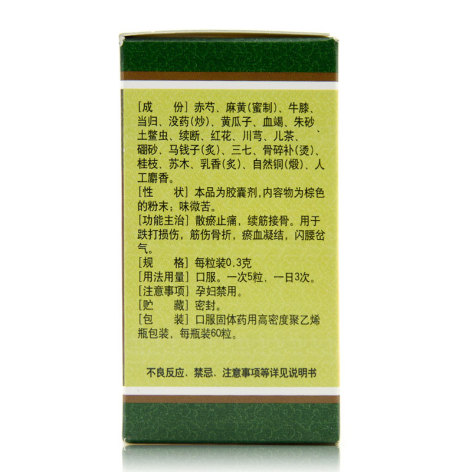 [成 份] 赤芍、麻黄(蜜制)、牛膝、
当归、没药(炒)、黄瓜子、血竭、朱砂
土鳖虫、续断、红花、川芎、儿茶、
硼砂、马钱子(炙)、三七、骨碎补(烫)、
桂枝、苏木、乳香(炙)、自然铜(煅)、人
工麝香。
[性 状] 本品为胶囊剂,内容物为棕色
的粉末；味微苦。
[功能主治] 散瘀止痛，续筋接骨。用于
跌打损伤，筋伤骨折，瘀血凝结，闪腰岔
气。
[规 格] 每粒装0.3克
[用法用量] 口服。一次5粒，一日3次。
[注意事项] 孕妇禁用。
[贮 藏] 密封。
[包 装] 口服固体药用高密度聚乙烯
瓶包装，每瓶装60粒。
不良反应、禁忌、注意事项等详见说明书